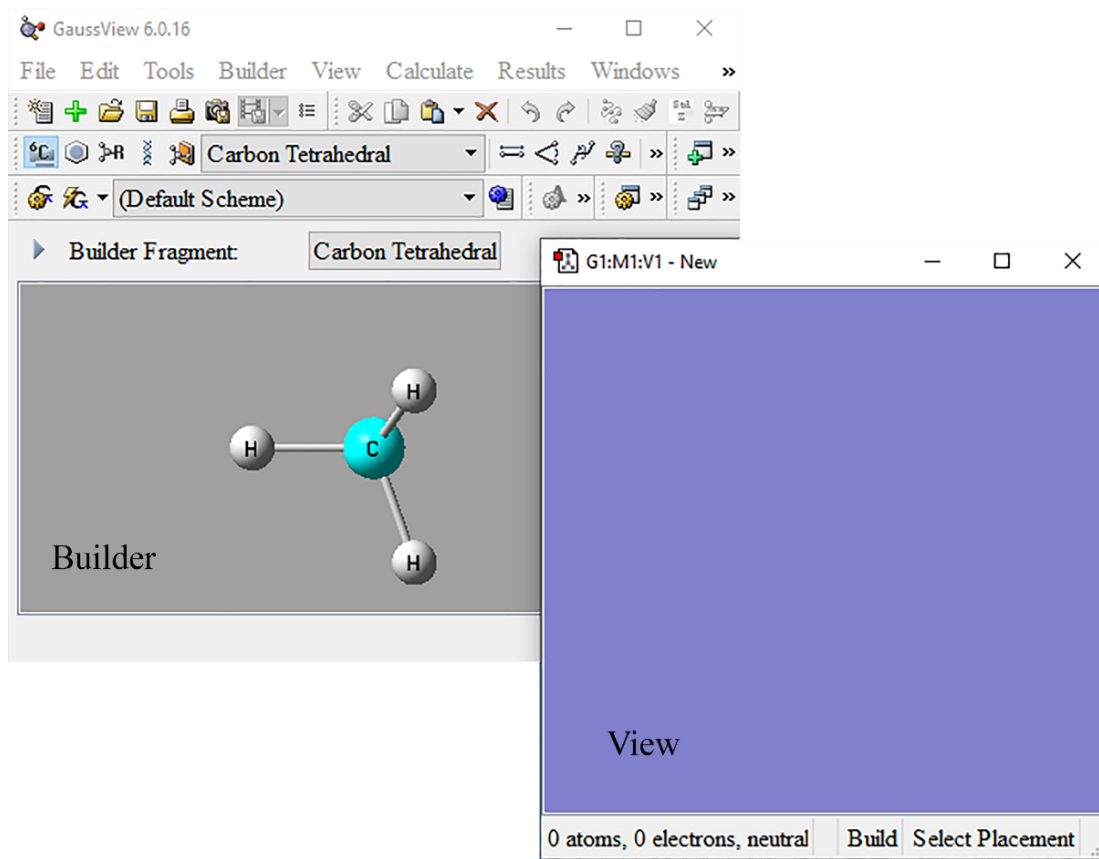 GaussView 6.0.16
File Edit Tools Builder View Calculate Results Windows »
6C R Carbon Tetrahedral » »
(Default Scheme) » » »
Builder Fragment: Carbon Tetrahedral
G1:M1:V1 - New
H
H C
H
Builder
View
0 atoms, 0 electrons, neutral Build Select Placement